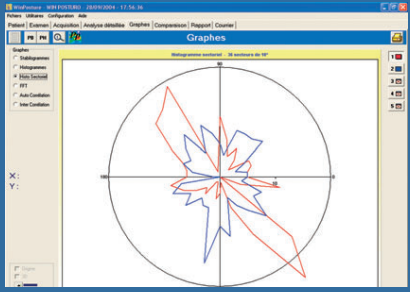 WinPosture - WIN POSTURO - 28/09/2004 - 17:56:36
Fichiers Utilitaires Configuration Aide
Patient Examen Acquisition Analyse détaillée Graphes Comparaison Rapport Courrier
PB PN Graphes
Graphes
Stabilogrammes
Histogrammes
Histo Sectoriel
FFT
Auto Corrélation
Inter Corrélation
Histogramme sectoriel - 36 secteurs de 10°
90
180
10
0
X :
Y :
1
2
3
4
5